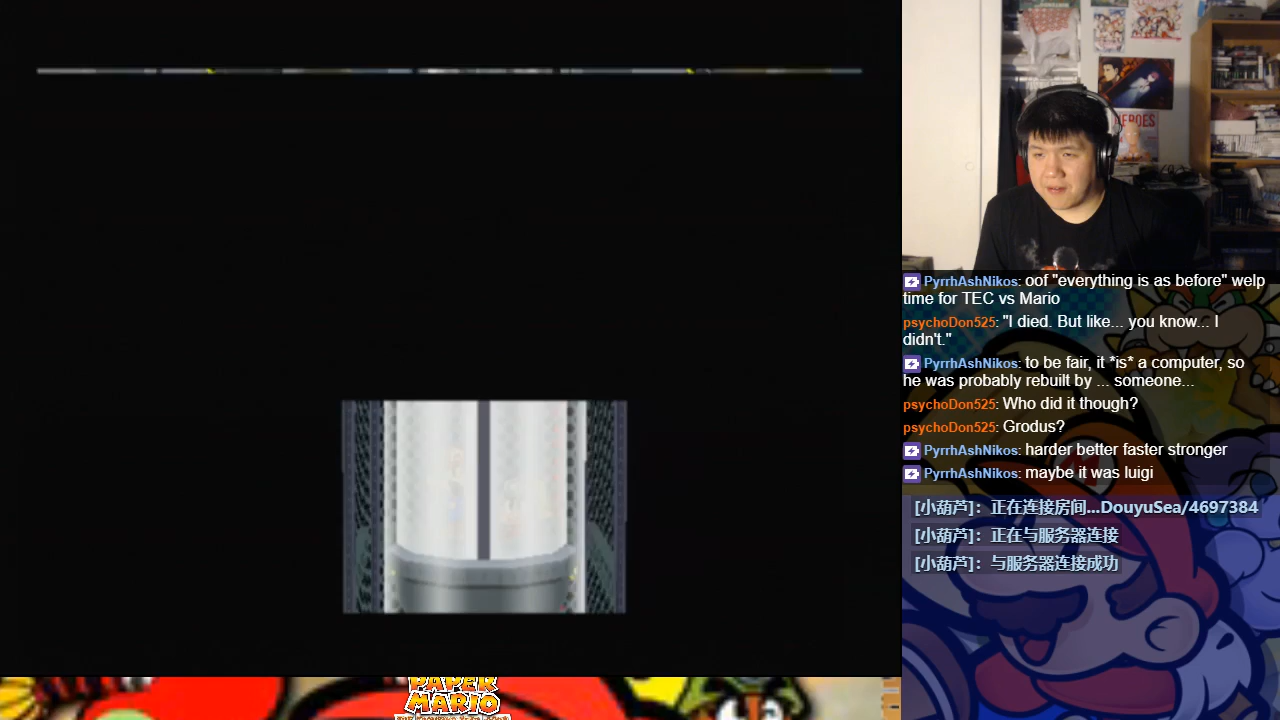 HEROES
PyrrhAshNikos: oof "everything is as before" welp
time for TEC vs Mario
psychoDon525: "I died. But like... you know... I
didn't."
PyrrhAshNikos: to be fair, it *is* a computer, so
he was probably rebuilt by ... someone...
psychoDon525: Who did it though?
psychoDon525: Grodus?
PyrrhAshNikos: harder better faster stronger
PyrrhAshNikos: maybe it was luigi
[小葫芦]：正在连接房间...DouyuSea/4697384
[小葫芦]：正在与服务器连接
[小葫芦]：与服务器连接成功
PAPER
MARIO